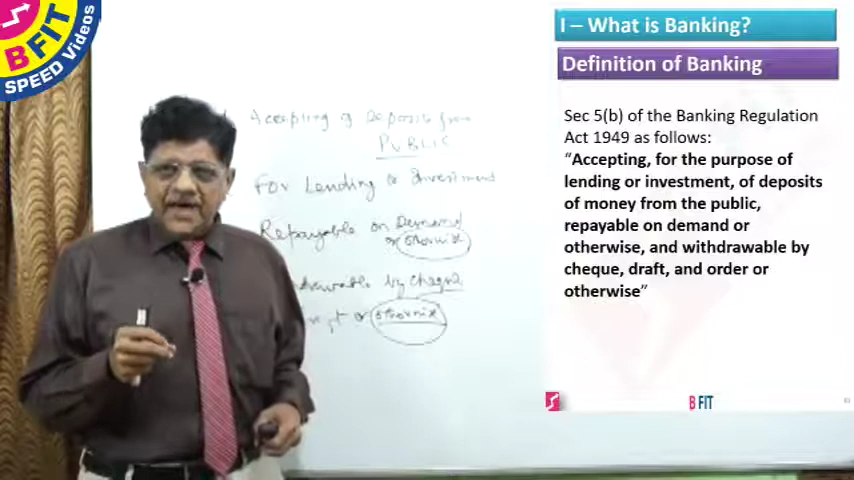 BFIT
SPEED Videos
Accepting of Deposits from
PUBLIC
For Lending or Investment
Repayable on Demand
or otherwise
by Cheque
or otherwise
I – What is Banking?
Definition of Banking
Sec 5(b) of the Banking Regulation
Act 1949 as follows:
“Accepting, for the purpose of
lending or investment, of deposits
of money from the public,
repayable on demand or
otherwise, and withdrawable by
cheque, draft, and order or
otherwise”
B FIT